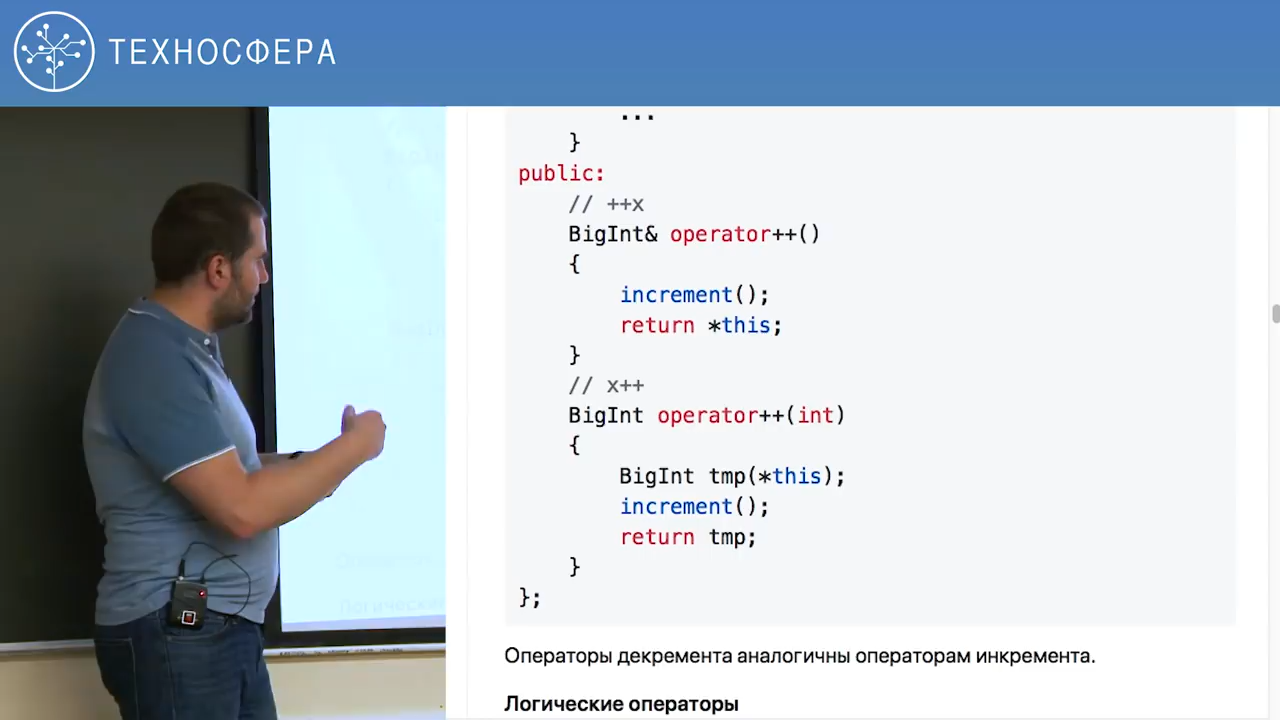 ТЕХНОСФЕРА
...
}
public:
// ++x
BigInt& operator++()
{
increment();
return *this;
}
// x++
BigInt operator++(int)
{
BigInt tmp(*this);
increment();
return tmp;
}
};
Операторы декремента аналогичны операторам инкремента.
Логические операторы